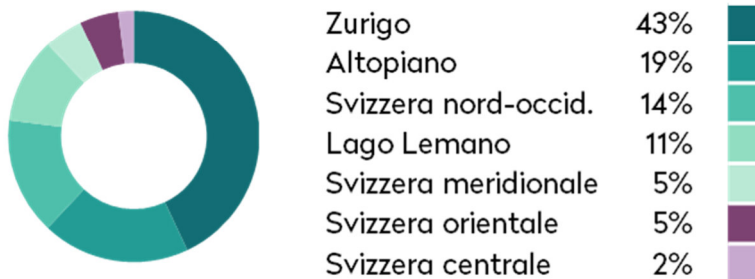 Zurigo 43%
Altopiano 19%
Svizzera nord-occid. 14%
Lago Lemano 11%
Svizzera meridionale 5%
Svizzera orientale 5%
Svizzera centrale 2%